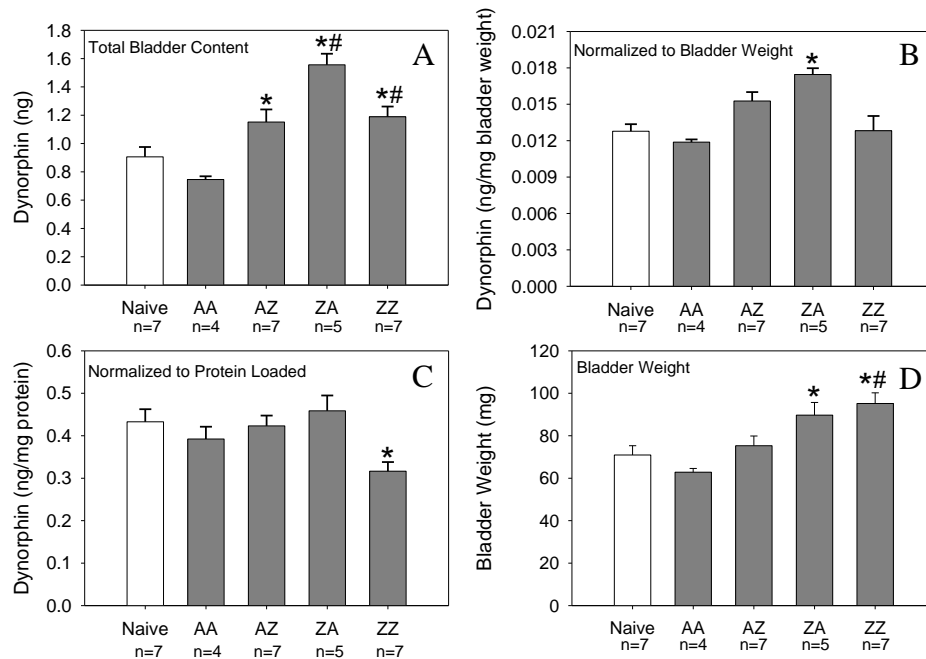 Total Bladder Content
A
Dynorphin (ng)
1.8
1.6
1.4
1.2
1.0
0.8
0.6
0.4
0.2
0.0
*
*#
*#
Naive AA AZ ZA ZZ
n=7 n=4 n=7 n=5 n=7
Normalized to Bladder Weight
B
Dynorphin (ng/mg bladder weight)
0.021
0.018
0.015
0.012
0.009
0.006
0.003
0.000
*
Naive AA AZ ZA ZZ
n=7 n=4 n=7 n=5 n=7
Normalized to Protein Loaded
C
Dynorphin (ng/mg protein)
0.6
0.5
0.4
0.3
0.2
0.1
0.0
*
Naive AA AZ ZA ZZ
n=7 n=4 n=7 n=5 n=7
Bladder Weight
D
Bladder Weight (mg)
120
100
80
60
40
20
0
*
*#
Naive AA AZ ZA ZZ
n=7 n=4 n=7 n=5 n=7